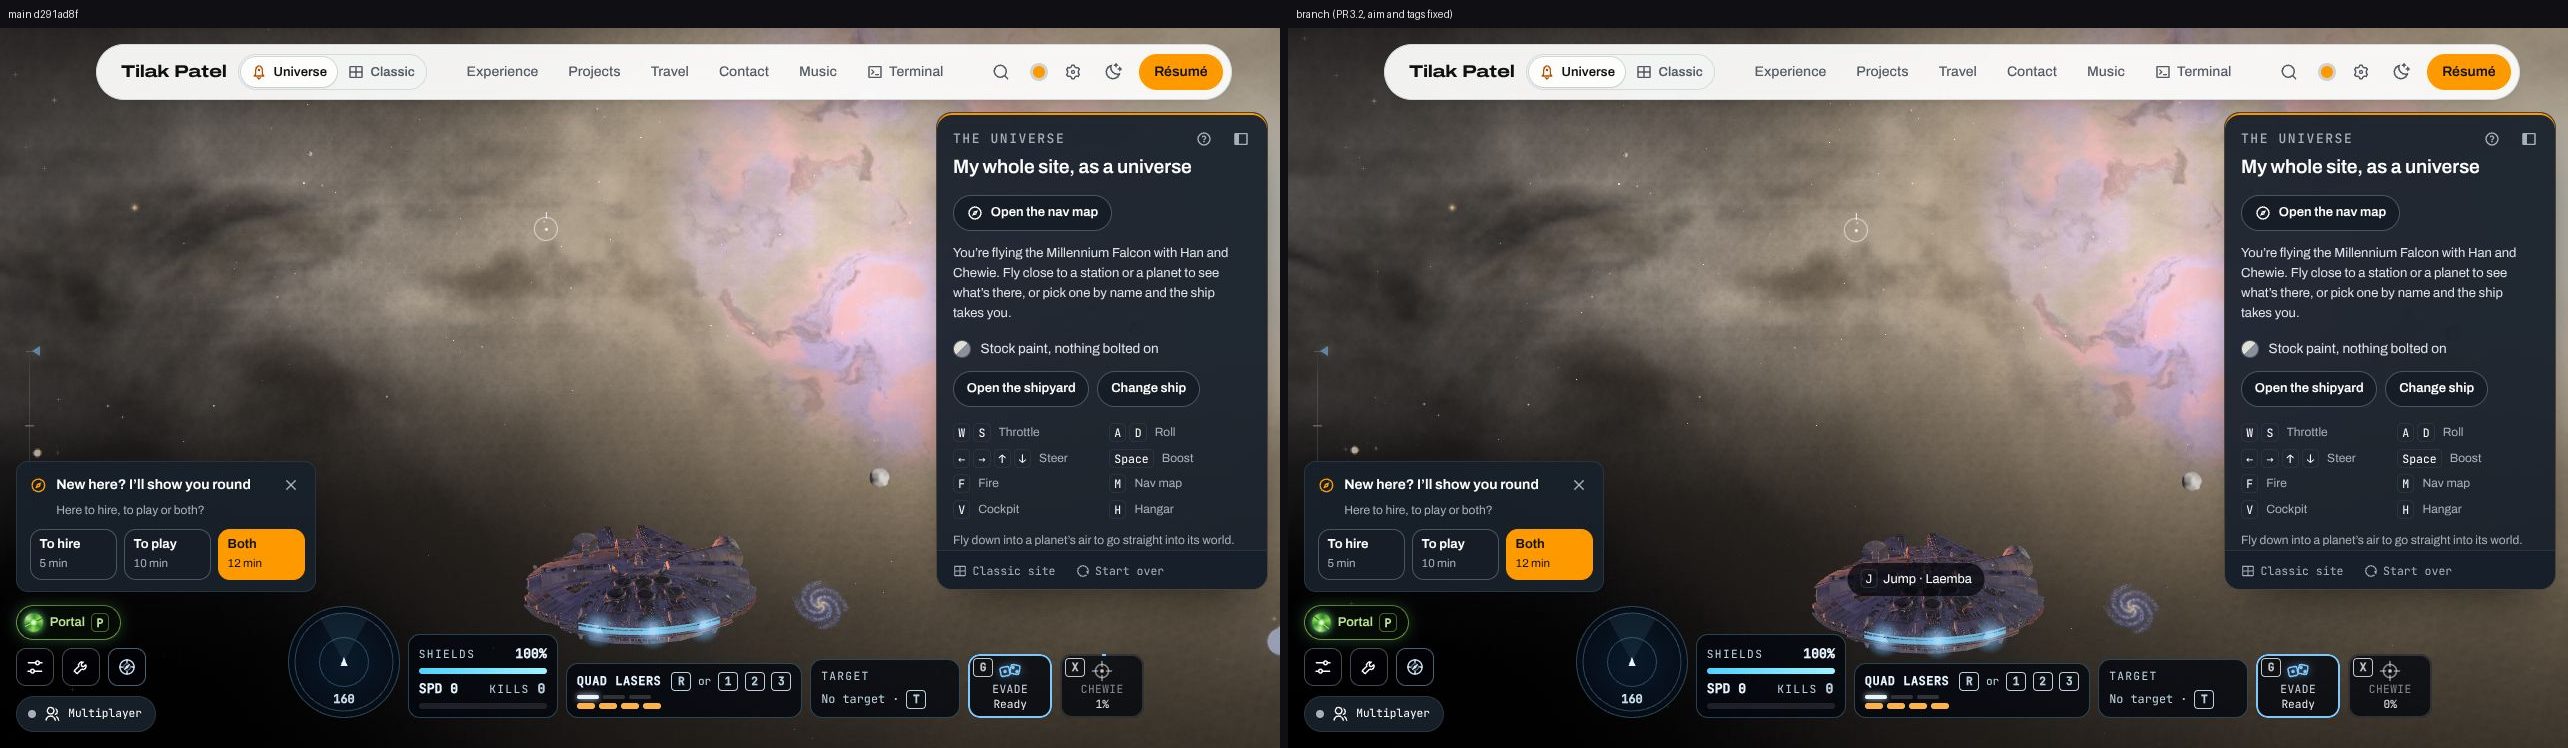 main d291ad8f
Tilak Patel Universe Classic Experience Projects Travel Contact Music Terminal Résumé
THE UNIVERSE
My whole site, as a universe
Open the nav map
You're flying the Millennium Falcon with Han and
Chewie. Fly close to a station or a planet to see
what's there, or pick one by name and the ship
takes you.
Stock paint, nothing bolted on
Open the shipyard Change ship
W S Throttle A D Roll
← → ↑ ↓ Steer Space Boost
F Fire M Nav map
V Cockpit H Hangar
Fly down into a planet's air to go straight into its world.
Classic site Start over
New here? I'll show you round
Here to hire, to play or both?
To hire To play Both
5 min 10 min 12 min
Portal P
Multiplayer
160
SHIELDS 100%
SPD 0 KILLS 0
QUAD LASERS R or 1 2 3
TARGET
No target · T
G EVADE
Ready
X CHEWIE
1%
branch (PR3.2, aim and tags fixed)
Tilak Patel Universe Classic Experience Projects Travel Contact Music Terminal Résumé
THE UNIVERSE
My whole site, as a universe
Open the nav map
You're flying the Millennium Falcon with Han and
Chewie. Fly close to a station or a planet to see
what's there, or pick one by name and the ship
takes you.
Stock paint, nothing bolted on
Open the shipyard Change ship
W S Throttle A D Roll
← → ↑ ↓ Steer Space Boost
F Fire M Nav map
V Cockpit H Hangar
Fly down into a planet's air to go straight into its world.
Classic site Start over
New here? I'll show you round
Here to hire, to play or both?
To hire To play Both
5 min 10 min 12 min
J Jump · Laemba
Portal P
Multiplayer
160
SHIELDS 100%
SPD 0 KILLS 0
QUAD LASERS R or 1 2 3
TARGET
No target · T
G EVADE
Ready
X CHEWIE
0%